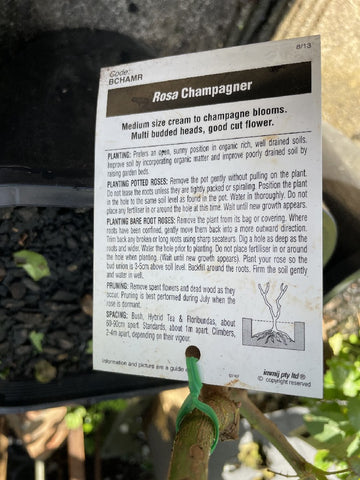 8/13
Code:
BCHAMR
Rosa Champagner
Medium size cream to champagne blooms.
Multi budded heads, good cut flower.
PLANTING: Prefers an open, sunny position in organic rich, well drained soils.
Improve soil by incorporating organic matter and improve poorly drained soil by
raising garden beds.
PLANTING POTTED ROSES: Remove the pot gently without pulling on the plant.
Do not tease the roots unless they are tightly packed or spiraling. Position the plant
in the hole to the same soil level as found in the pot. Water in thoroughly. Do not
place any fertiliser in or around the hole at this time. Wait until new growth appears.
PLANTING BARE ROOT ROSES: Remove the plant from its bag or covering. Where
roots have been confined, gently move them back into a more outward direction.
Trim back any broken or long roots using sharp secateurs. Dig a hole as deep as the
roots and wider. Water the hole prior to planting. Do not place fertiliser in or around
the hole when planting. (Wait until new growth appears). Plant your rose so the
bud union is 3-5cm above soil level. Backfill around the roots. Firm the soil gently
and water in well.
PRUNING: Remove spent flowers and dead wood as they
occur. Pruning is best performed during July when the
rose is dormant.
SPACING: Bush, Hybrid Tea & Floribundas, about
60-90cm apart. Standards, about 1m apart. Climbers,
2-4m apart, depending on their vigour.
Information and picture are a guide
immij pty ltd®
© copyright reserved